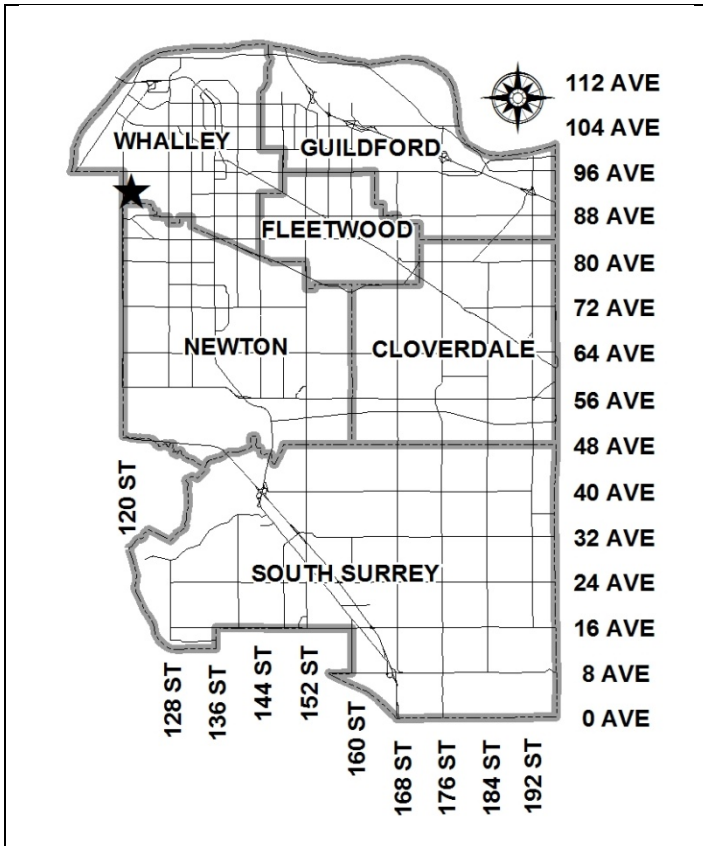 112 AVE
104 AVE
WHALLEY
GUILDFORD
96 AVE
88 AVE
FLEETWOOD
80 AVE
72 AVE
NEWTON
CLOVERDALE
64 AVE
56 AVE
48 AVE
120 ST
40 AVE
32 AVE
SOUTH SURREY
24 AVE
16 AVE
8 AVE
0 AVE
128 ST
136 ST
144 ST
152 ST
160 ST
168 ST
176 ST
184 ST
192 ST